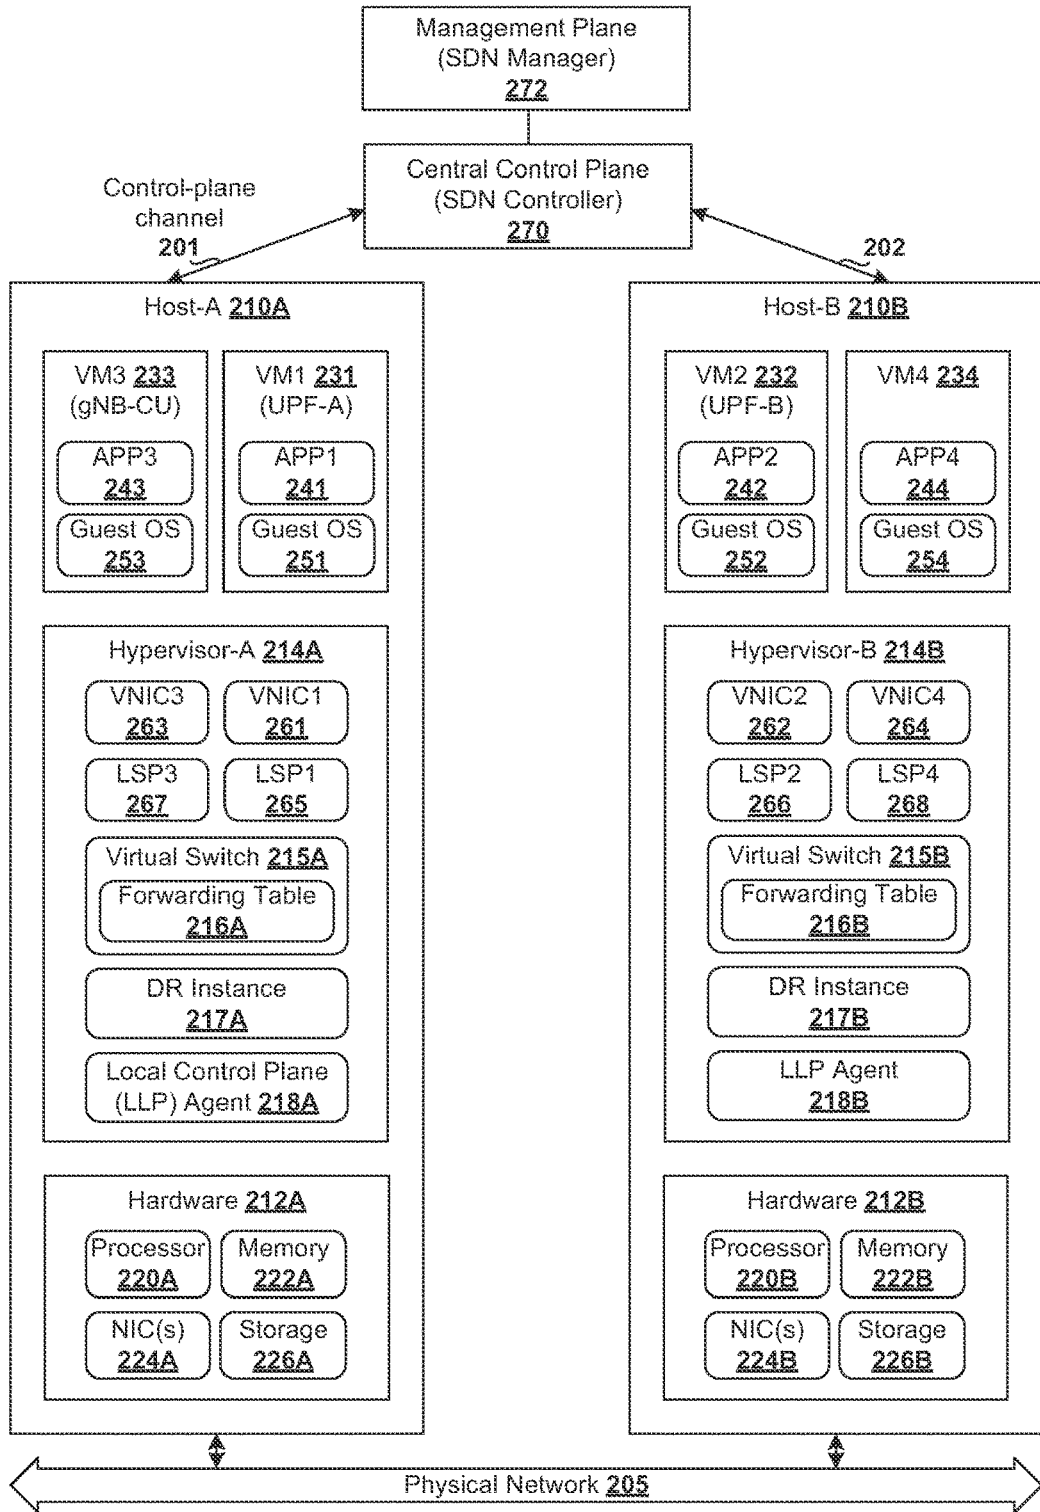 Management Plane
(SDN Manager)
272
Central Control Plane
(SDN Controller)
270
Control-plane
channel
201
202
Host-A 210A
VM3 233
(gNB-CU)
APP3
243
Guest OS
253
VM1 231
(UPF-A)
APP1
241
Guest OS
251
Hypervisor-A 214A
VNIC3
263
VNIC1
261
LSP3
267
LSP1
265
Virtual Switch 215A
Forwarding Table
216A
DR Instance
217A
Local Control Plane
(LLP) Agent 218A
Hardware 212A
Processor
220A
Memory
222A
NIC(s)
224A
Storage
226A
Host-B 210B
VM2 232
(UPF-B)
APP2
242
Guest OS
252
VM4 234
APP4
244
Guest OS
254
Hypervisor-B 214B
VNIC2
262
VNIC4
264
LSP2
266
LSP4
268
Virtual Switch 215B
Forwarding Table
216B
DR Instance
217B
LLP Agent
218B
Hardware 212B
Processor
220B
Memory
222B
NIC(s)
224B
Storage
226B
Physical Network 205